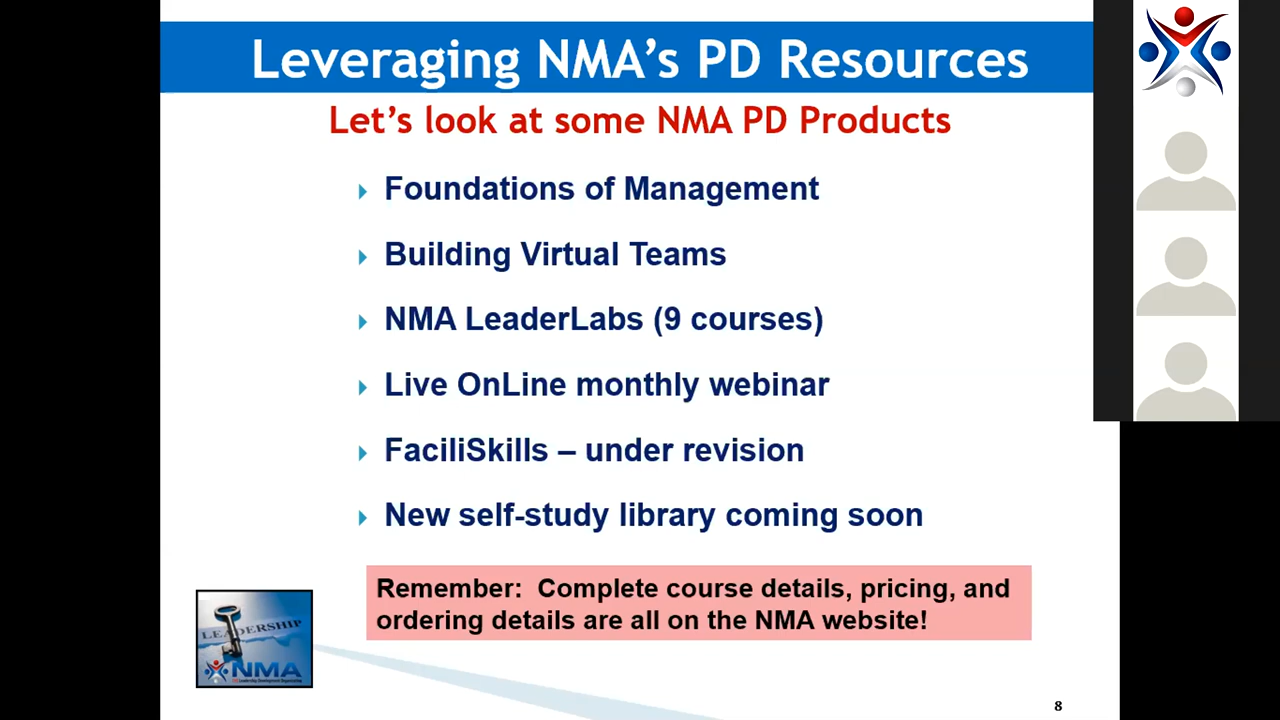 Leveraging NMA's PD Resources
Let's look at some NMA PD Products
Foundations of Management
Building Virtual Teams
NMA LeaderLabs (9 courses)
Live OnLine monthly webinar
FaciliSkills – under revision
New self-study library coming soon
Remember:  Complete course details, pricing, and
ordering details are all on the NMA website!
LEADERSHIP
NMA
8